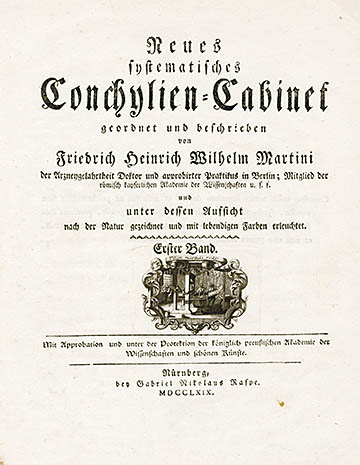 Neues
systematisches
Conchylien-Cabinet
geordnet und beschrieben
von
Friedrich Heinrich Wilhelm Martini
der Arzneygelahrtheit Doktor und approbirter Praktikus in Berlin; Mitglied der
römisch kayserlichen Akademie der Wissenschaften u. s. f.
und
unter dessen Aufsicht
nach der Natur gezeichnet und mit lebendigen Farben erleuchtet.
Erster Band.
Mit Approbation und unter der Protektion der königlich preußischen Akademie der
Wissenschaften und schönen Künste.
Nürnberg,
bey Gabriel Nikolaus Raspe.
MDCCLXIX.